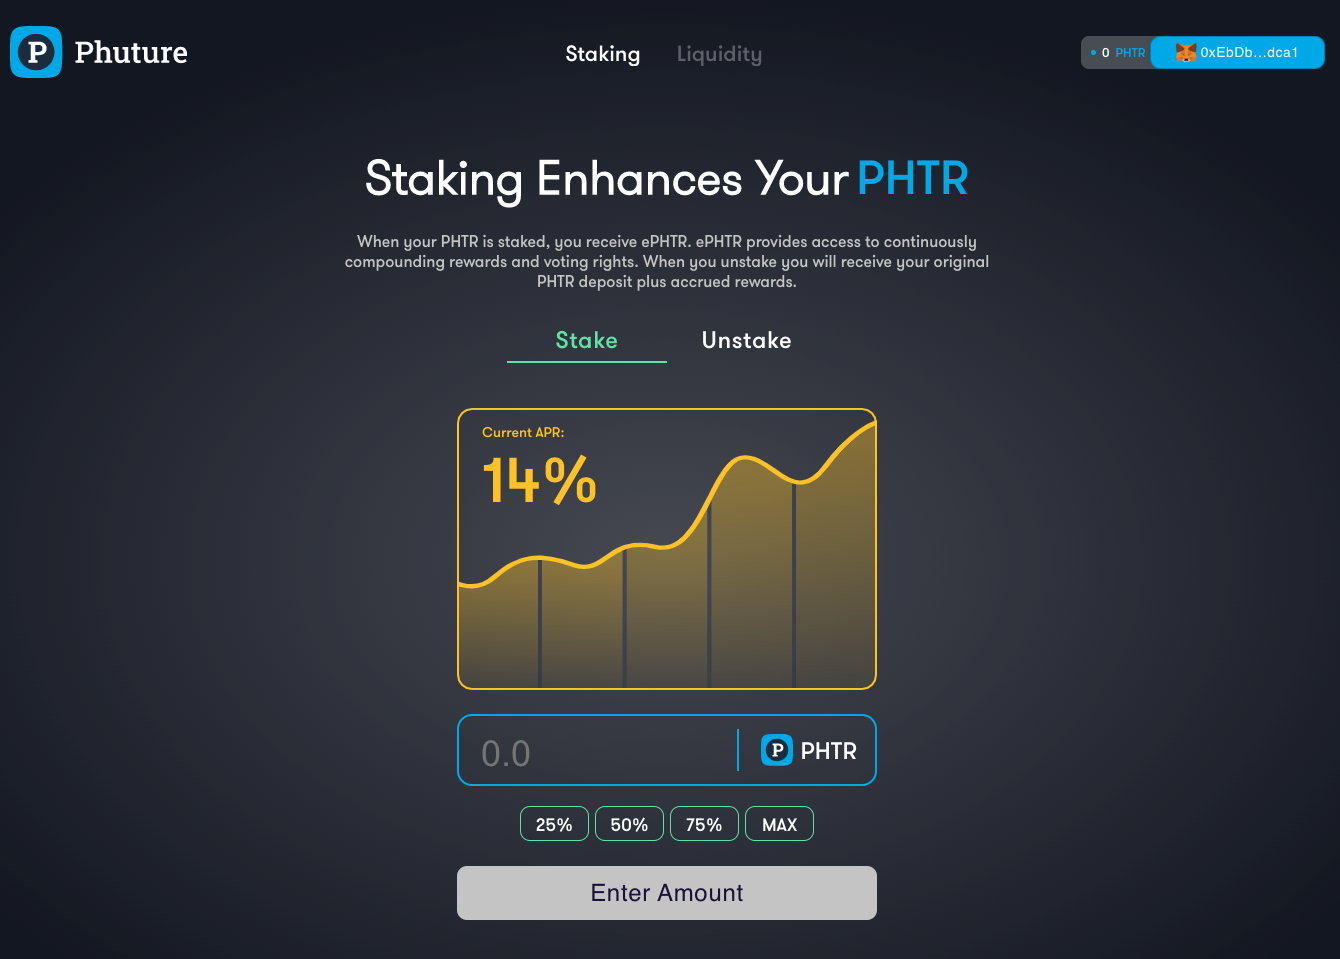 P Phuture
Staking Liquidity
0 PHTR 0xEbDb...dca1
Staking Enhances Your PHTR
When your PHTR is staked, you receive ePHTR. ePHTR provides access to continuously
compounding rewards and voting rights. When you unstake you will receive your original
PHTR deposit plus accrued rewards.
Stake Unstake
Current APR:
14%
0.0 P PHTR
25% 50% 75% MAX
Enter Amount